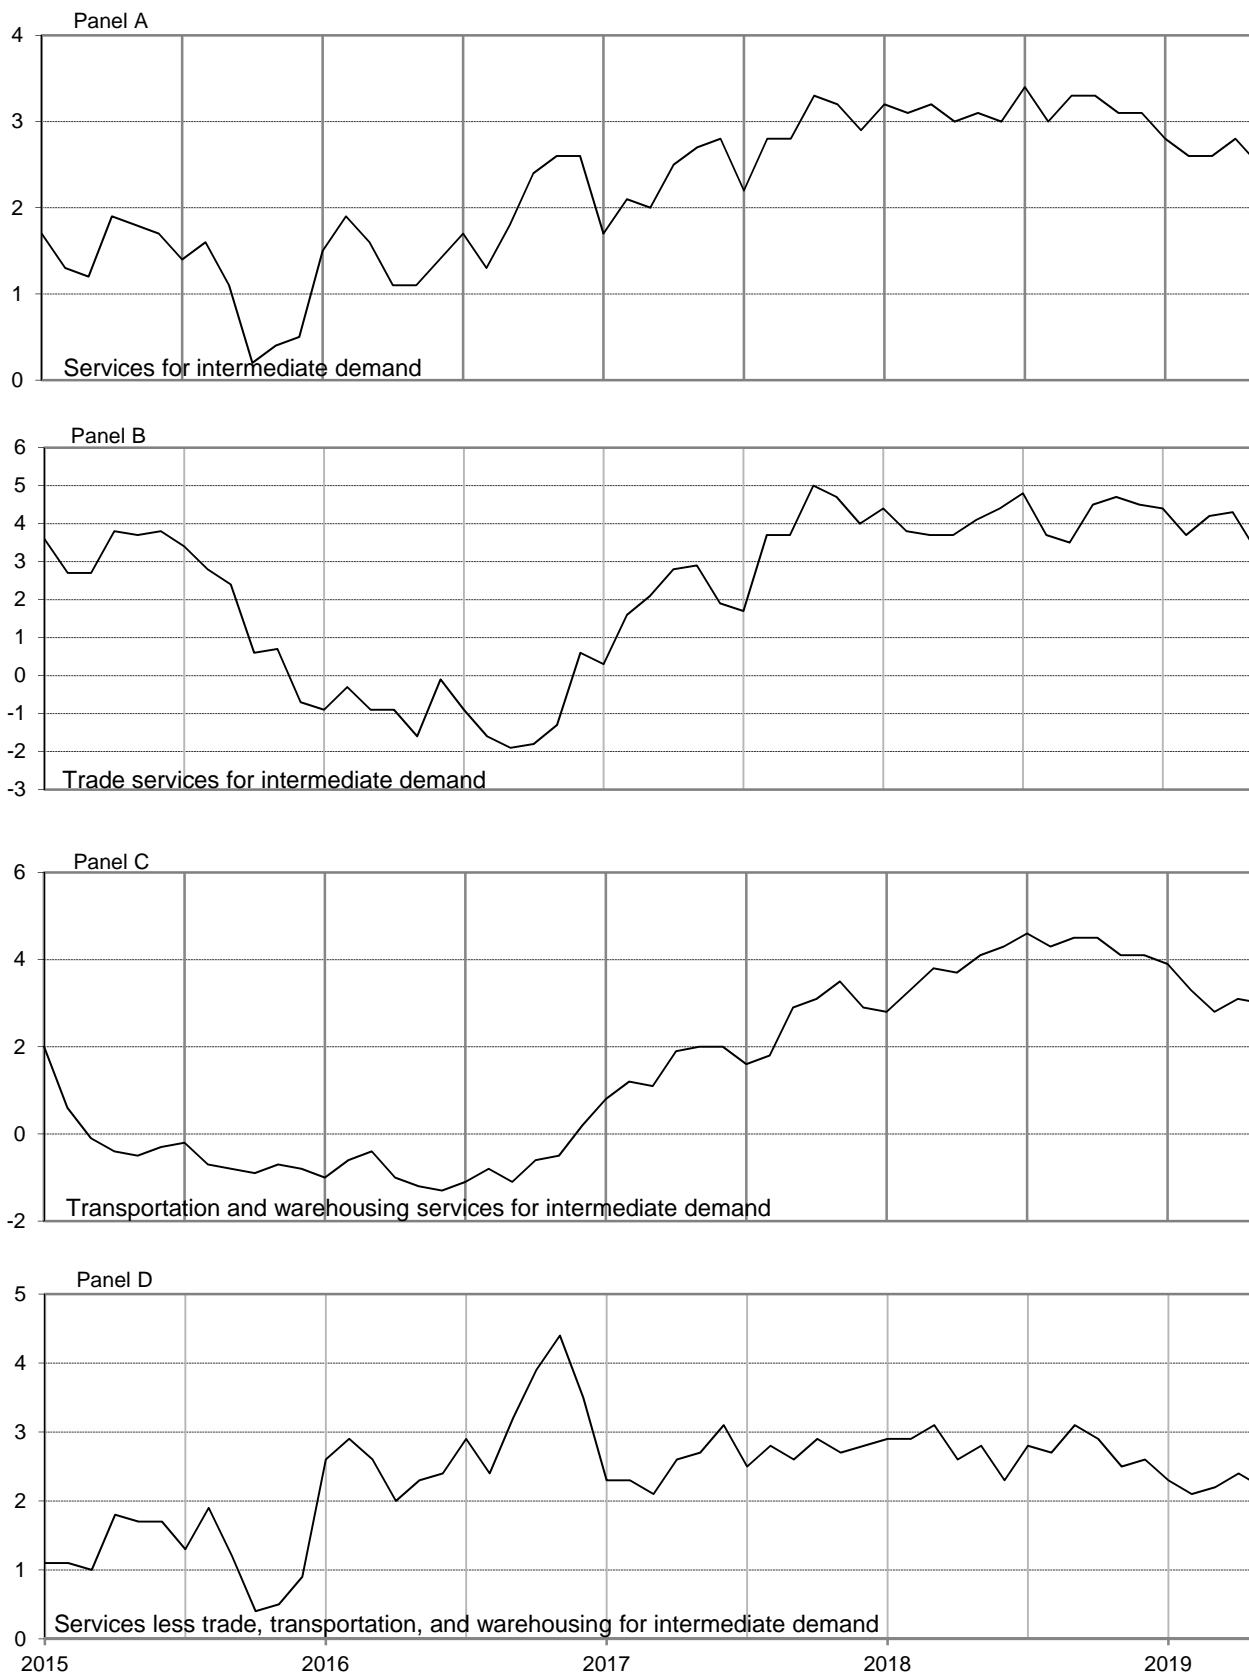 Panel A
4
3
2
1
0
Services for intermediate demand
Panel B
6
5
4
3
2
1
0
-1
-2
-3
Trade services for intermediate demand
Panel C
6
4
2
0
-2
Transportation and warehousing services for intermediate demand
Panel D
5
4
3
2
1
0
Services less trade, transportation, and warehousing for intermediate demand
2015 2016 2017 2018 2019